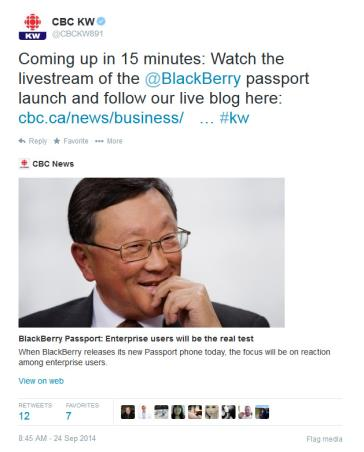 CBC KW
@CBCKW891
KW
Coming up in 15 minutes: Watch the
livestream of the @BlackBerry passport
launch and follow our live blog here:
cbc.ca/news/business/ … #kw
Reply Favorite More
CBC News
BlackBerry Passport: Enterprise users will be the real test
When BlackBerry releases its new Passport phone today, the focus will be on reaction
among enterprise users.
View on web
RETWEETS FAVORITES
12 7
8:45 AM - 24 Sep 2014 Flag media